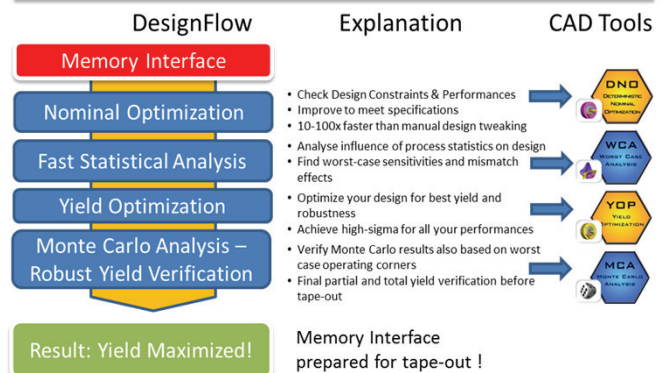 DesignFlow
Explanation
CAD Tools
Memory Interface
Nominal Optimization
• Check Design Constraints & Performances
• Improve to meet specifications
• 10-100x faster than manual design tweaking
DNO
DETERMINISTIC
NOMINAL
OPTIMIZATION
Fast Statistical Analysis
• Analyse influence of process statistics on design
• Find worst-case sensitivities and mismatch
effects
WCA
WORST CASE
ANALYSIS
Yield Optimization
• Optimize your design for best yield and
robustness
• Achieve high-sigma for all your performances
YOP
YIELD
OPTIMIZATION
Monte Carlo Analysis –
Robust Yield Verification
• Verify Monte Carlo results also based on worst
case operating corners
• Final partial and total yield verification before
tape-out
MCA
MONTE CARLO
ANALYSIS
Result: Yield Maximized!
Memory Interface
prepared for tape-out !